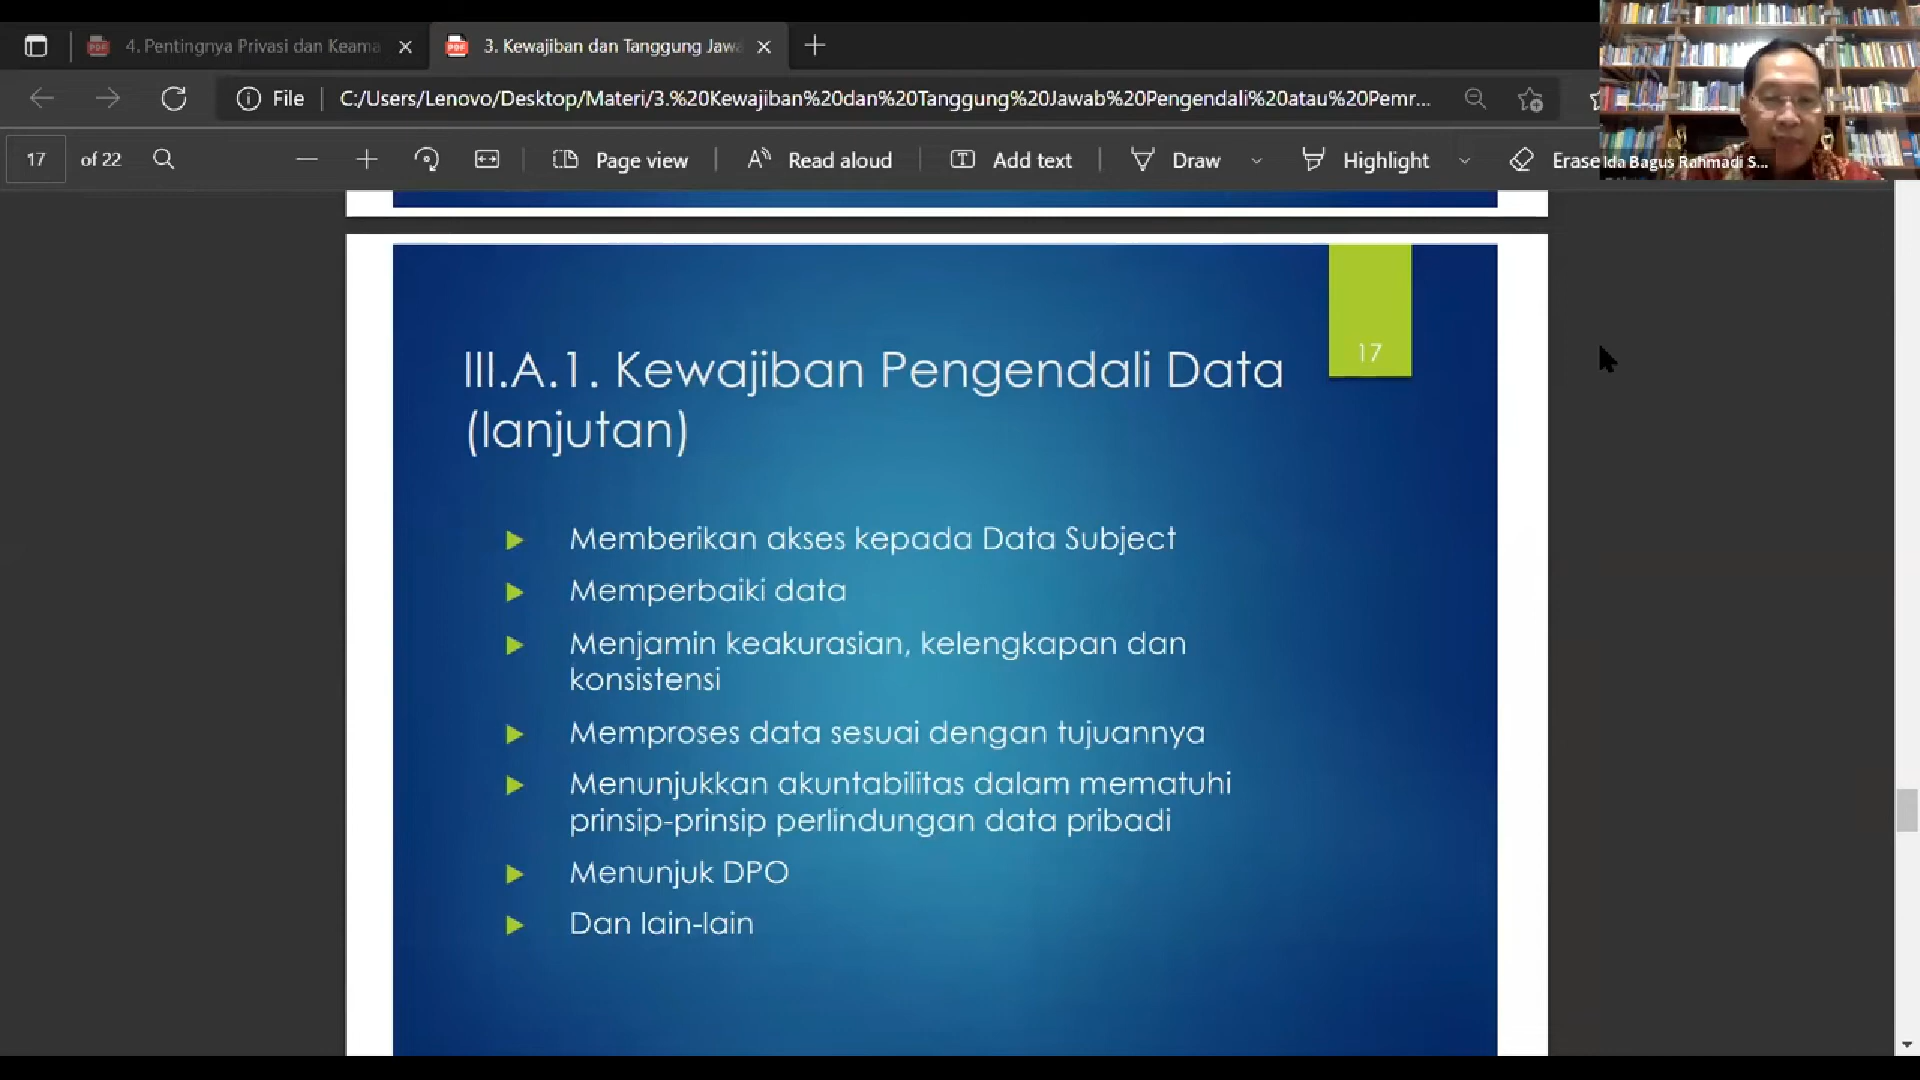 4. Pentingnya Privasi dan Keama
3. Kewajiban dan Tanggung Jawa
File
C:/Users/Lenovo/Desktop/Materi/3.%20Kewajiban%20dan%20Tanggung%20Jawab%20Pengendali%20atau%20Pemr...
17 of 22
Page view
Read aloud
Add text
Draw
Highlight
Erase
Ida Bagus Rahmadi S...
17
III.A.1. Kewajiban Pengendali Data
(lanjutan)
Memberikan akses kepada Data Subject
Memperbaiki data
Menjamin keakurasian, kelengkapan dan
konsistensi
Memproses data sesuai dengan tujuannya
Menunjukkan akuntabilitas dalam mematuhi
prinsip-prinsip perlindungan data pribadi
Menunjuk DPO
Dan lain-lain